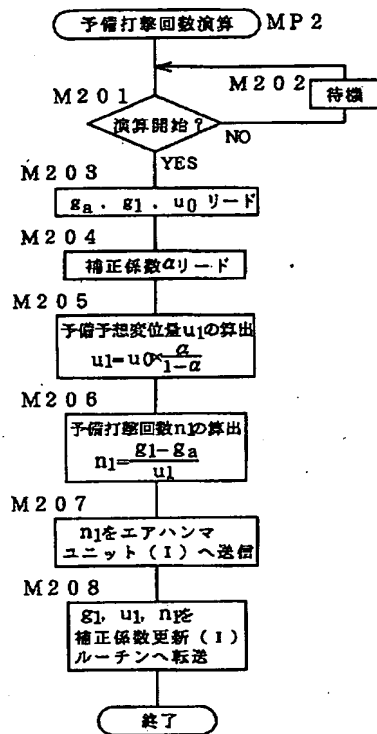 予備打撃回数演算 MP2
M202
待機
M201
演算開始?
NO
YES
M203
ga, g1, u0 リード
M204
補正係数αリード
M205
予備予想変位量u1の算出
u1=u0×α/(1-α)
M206
予備打撃回数n1の算出
n1=(g1-ga)/u1
M207
n1をエアハンマ
ユニット(I)へ送信
M208
g1, u1, n1を
補正係数更新(I)
ルーチンへ転送
終了